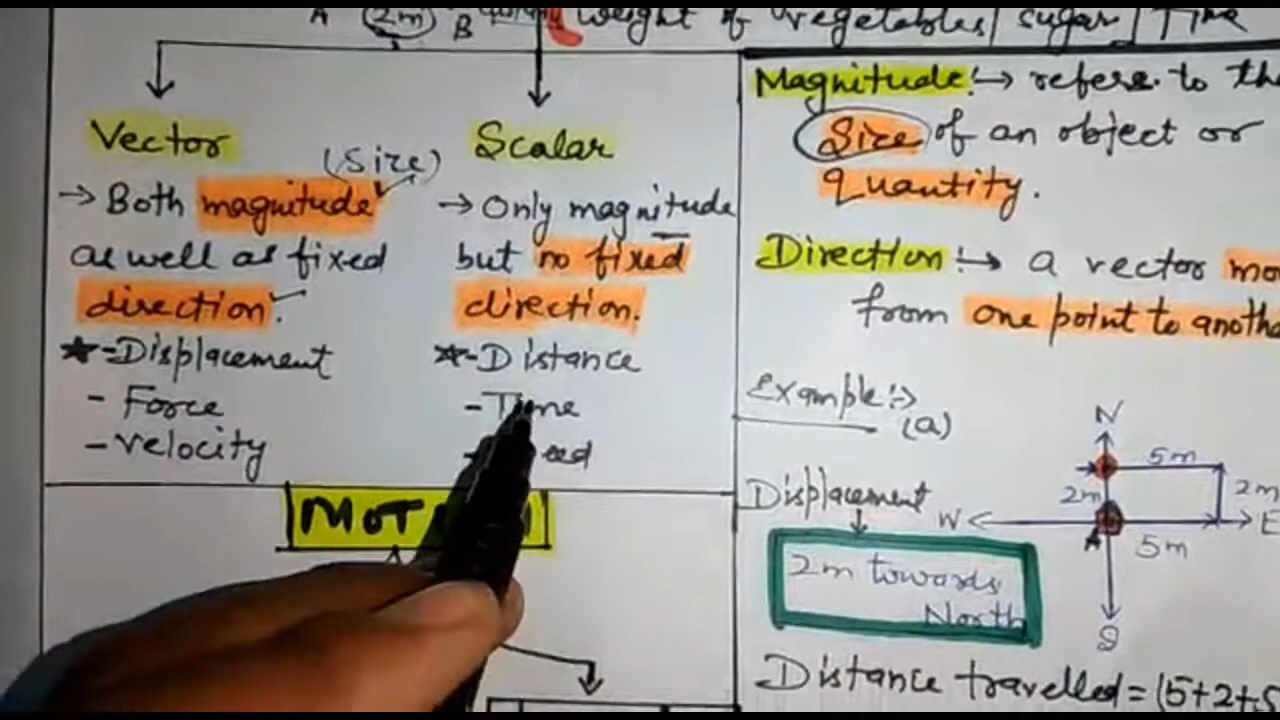 A (2m) B weight of vegetables/sugar/Time
Vector
(Size)
→ Both magnitude
as well as fixed
direction.
★-Displacement
- Force
- Velocity
Scalar
→ Only magnitude
but no fixed
direction.
★-Distance
- Time
Magnitude:→ refers to the
Size of an object or
quantity.
Direction:→ a vector
from one point to anothe
Example:→ (a)
Displacement
2m towards
North
N
5m
2m
2m
W
E
A
5m
S
Distance travelled = (5+2+5